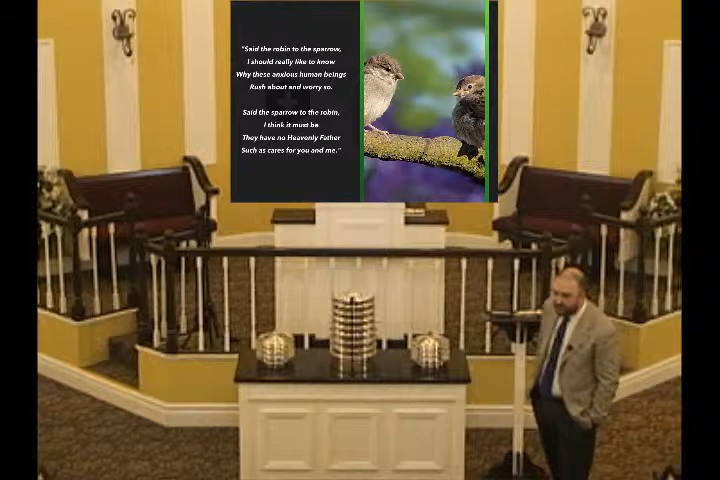 "Said the robin to the sparrow,
I should really like to know
Why these anxious human beings
Rush about and worry so.
Said the sparrow to the robin,
I think it must be
They have no Heavenly Father
Such as cares for you and me."